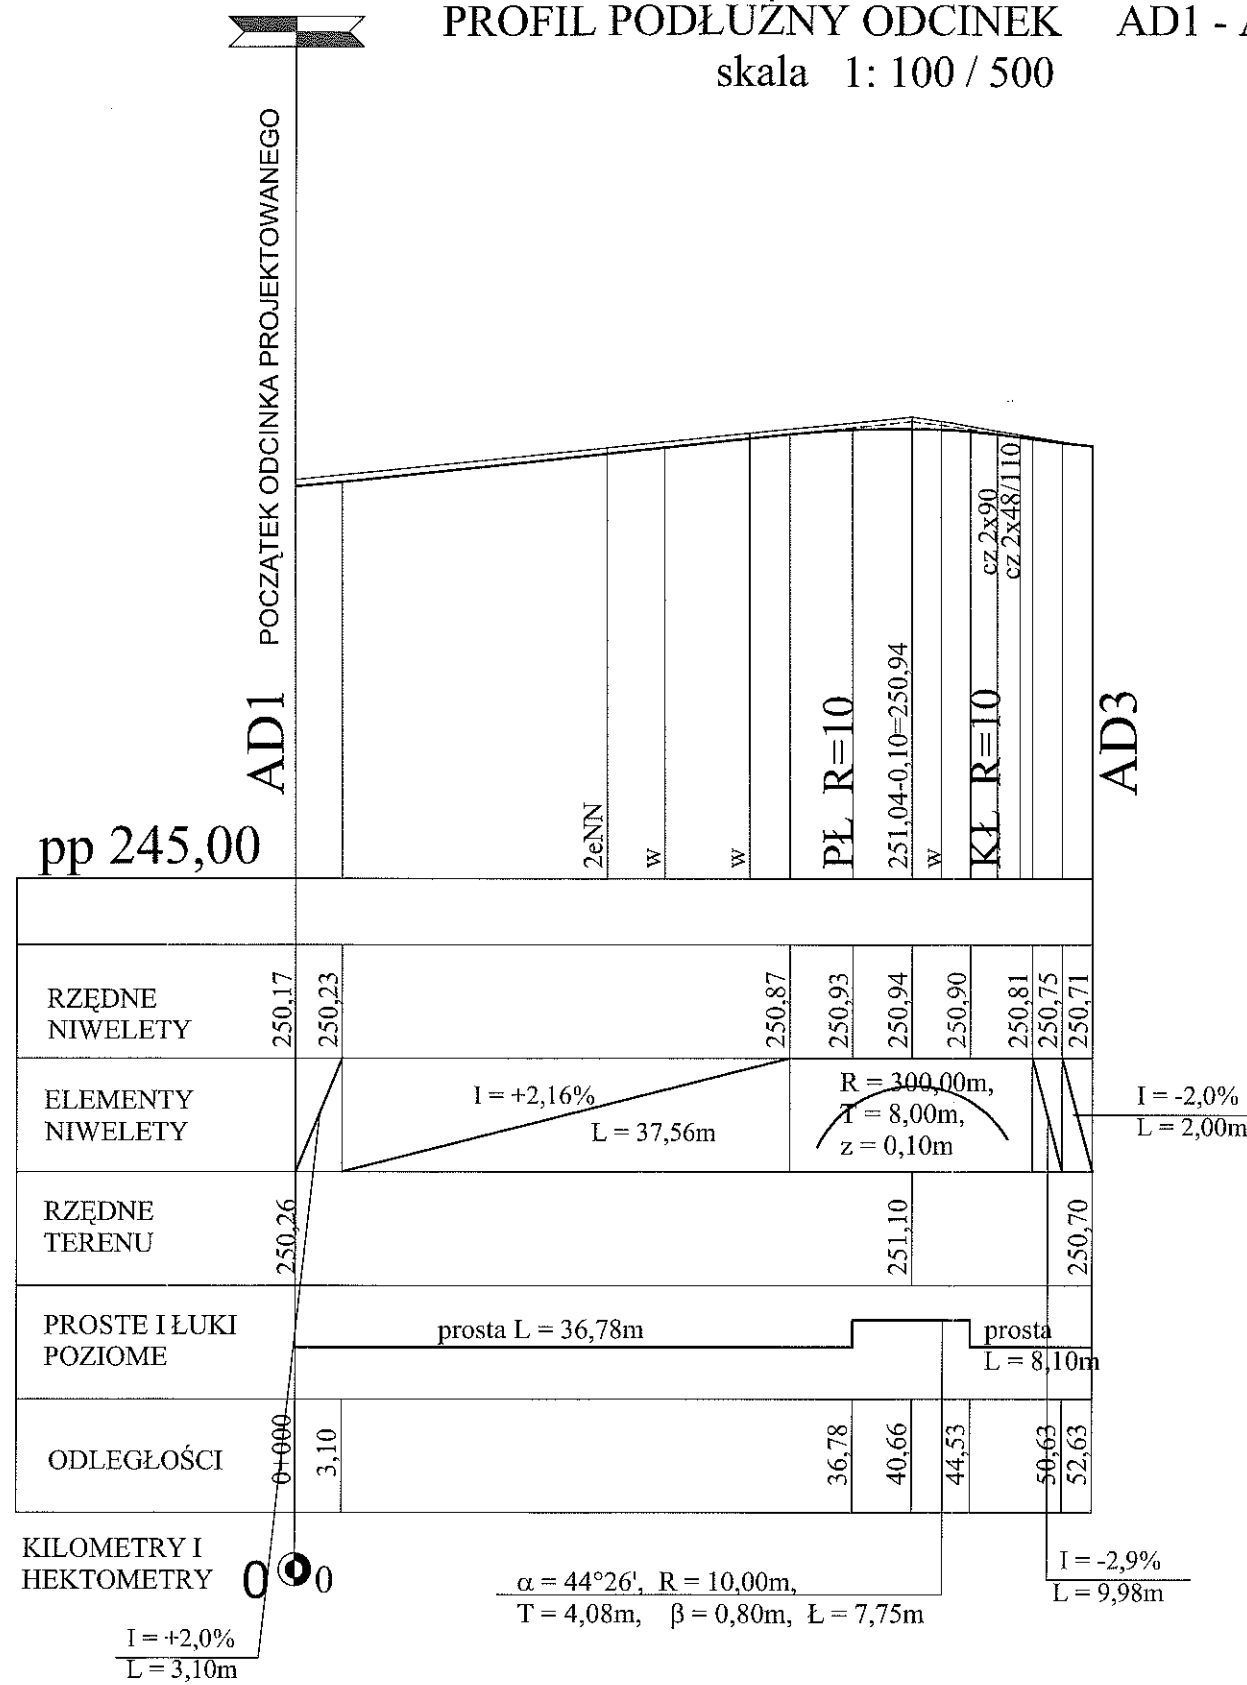 PROFIL PODŁUŻNY ODCINEK AD1 -
skala 1: 100 / 500
POCZĄTEK ODCINKA PROJEKTOWANEGO
AD1
2eNN
w
w
PŁ R=10
251,04-0,10=250,94
w
KŁ R=10
cz 2x90
cz 2x48/110
AD3
pp 245,00
RZĘDNE
NIWELETY
250,17
250,23
250,87
250,93
250,94
250,90
250,81
250,75
250,71
ELEMENTY
NIWELETY
I = +2,16%
L = 37,56m
R = 300,00m,
T = 8,00m,
z = 0,10m
I = -2,0%
L = 2,00m
RZĘDNE
TERENU
250,26
251,10
250,70
PROSTE I ŁUKI
POZIOME
prosta L = 36,78m
prosta
L = 8,10m
ODLEGŁOŚCI
0+000
3,10
36,78
40,66
44,53
50,63
52,63
KILOMETRY I
HEKTOMETRY
0 0
α = 44°26', R = 10,00m,
T = 4,08m, β = 0,80m, Ł = 7,75m
I = -2,9%
L = 9,98m
I = +2,0%
L = 3,10m